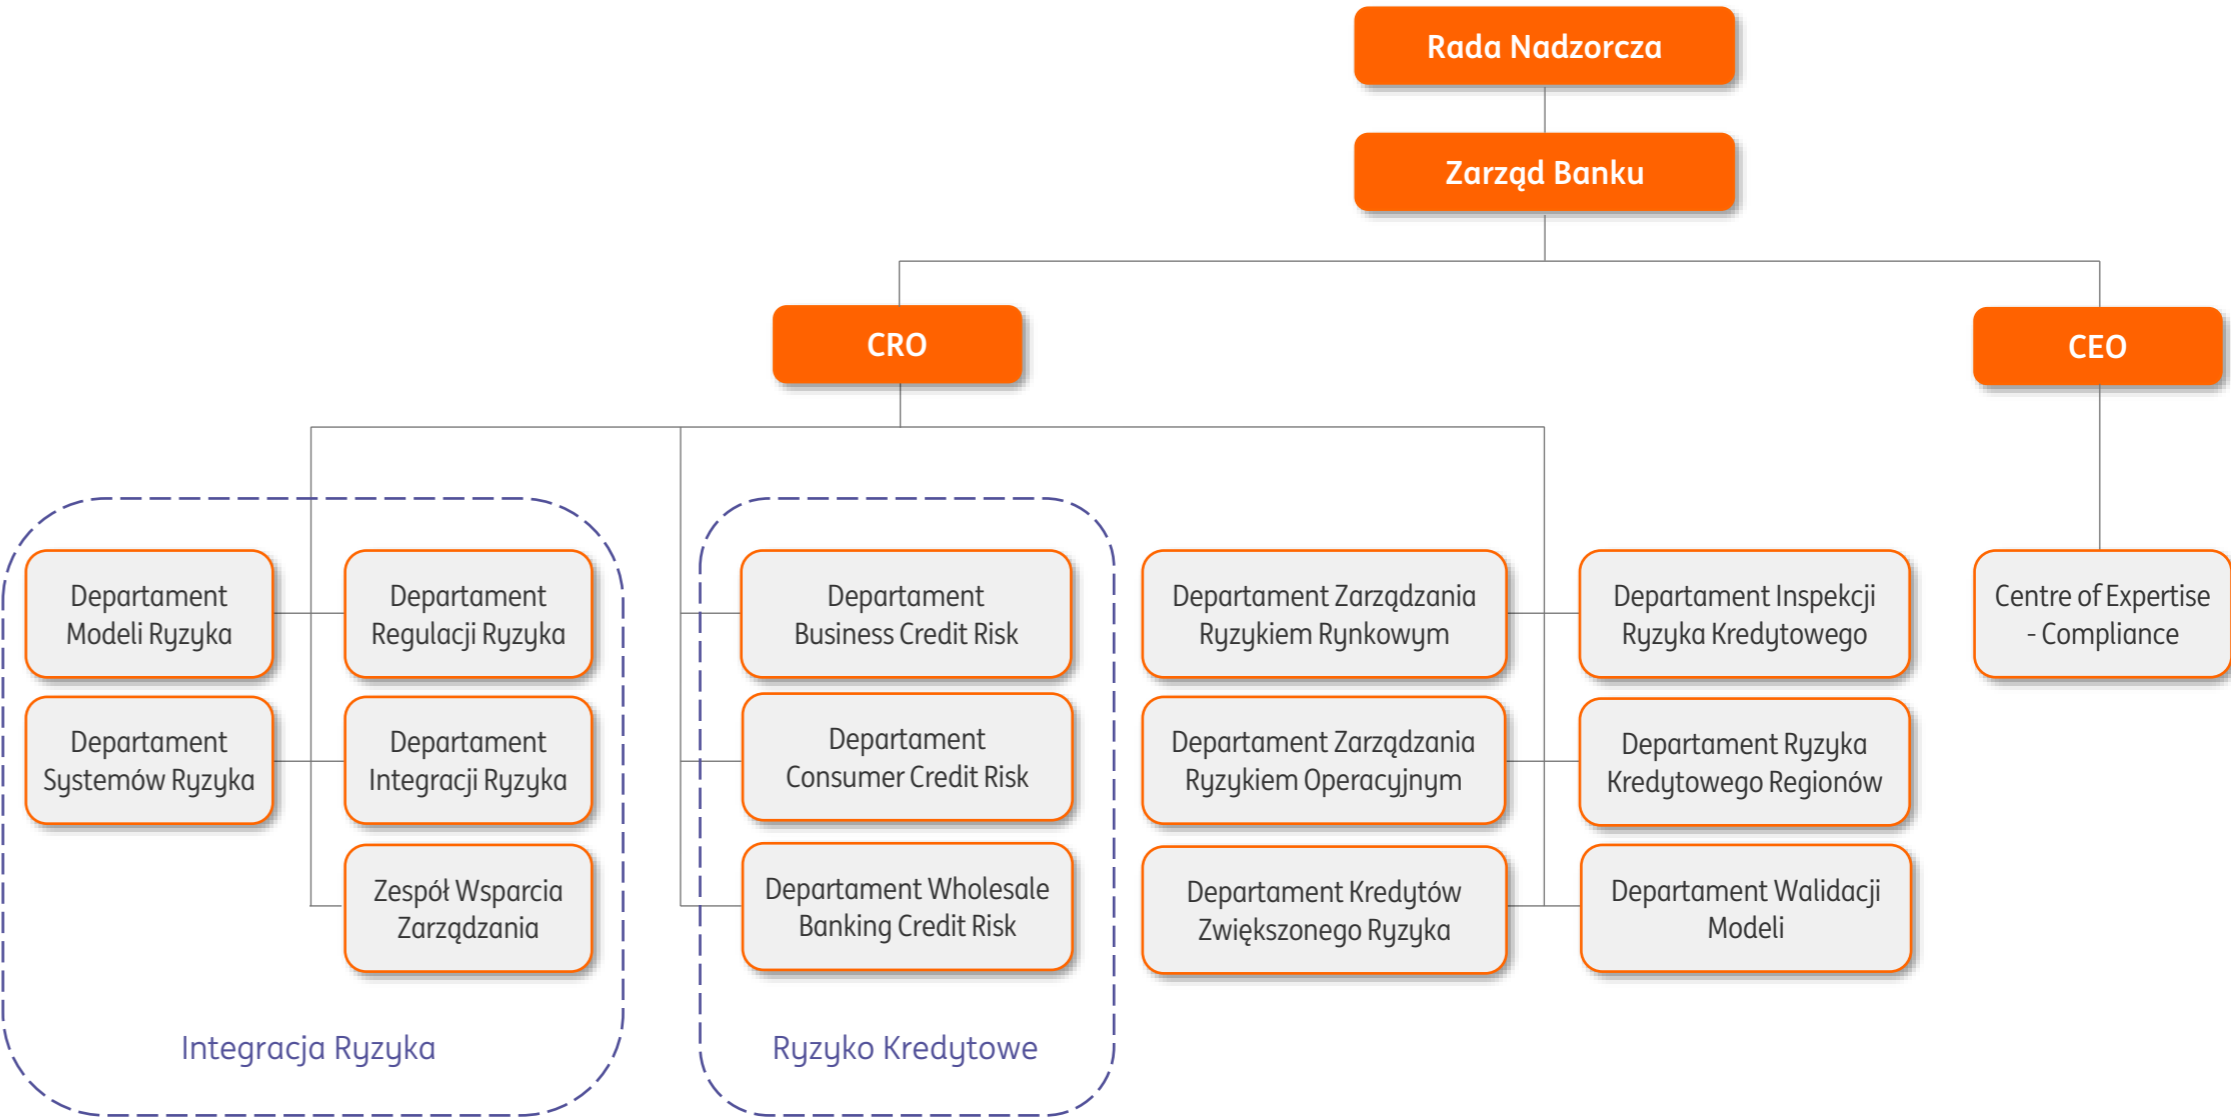 Rada Nadzorcza
Zarząd Banku
CRO
CEO
Departament
Modeli Ryzyka
Departament
Regulacji Ryzyka
Departament
Business Credit Risk
Departament Zarządzania
Ryzykiem Rynkowym
Departament Inspekcji
Ryzyka Kredytowego
Centre of Expertise
- Compliance
Departament
Systemów Ryzyka
Departament
Integracji Ryzyka
Departament
Consumer Credit Risk
Departament Zarządzania
Ryzykiem Operacyjnym
Departament Ryzyka
Kredytowego Regionów
Zespół Wsparcia
Zarządzania
Departament Wholesale
Banking Credit Risk
Departament Kredytów
Zwiększonego Ryzyka
Departament Walidacji
Modeli
Integracja Ryzyka
Ryzyko Kredytowe